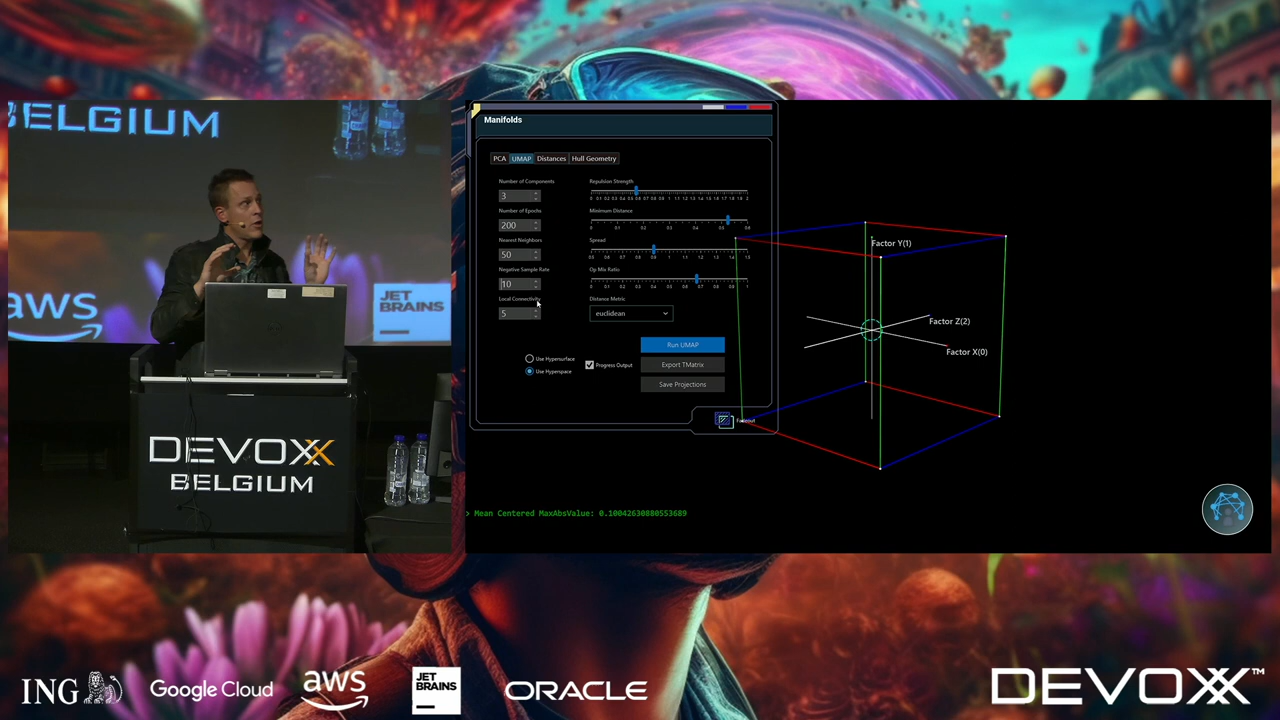 BELGIUM
aws
JET
BRAINS
DEVOXX
BELGIUM
Manifolds
PCA
UMAP
Distances
Hull Geometry
Number of Components
3
Number of Epochs
200
Nearest Neighbors
50
Negative Sample Rate
10
Local Connectivity
5
Repulsion Strength
Minimum Distance
Spread
Op Mix Ratio
Distance Metric
euclidean
Use Hypersurface
Use Hyperspace
Progress Output
Run UMAP
Export TMatrix
Save Projections
Fadeout
Factor Y(1)
Factor Z(2)
Factor X(0)
> Mean Centered MaxAbsValue: 0.10042630880553689
ING
Google Cloud
aws
JET
BRAINS
ORACLE
DEVOXX™